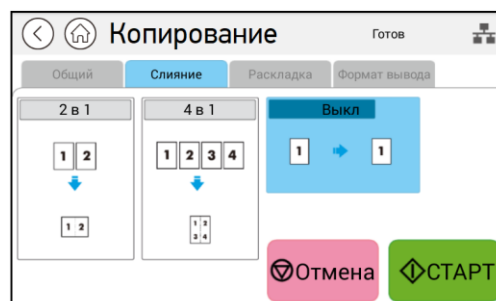 Копирование
Готов
Общий
Слияние
Раскладка
Формат вывода
2 в 1
4 в 1
Выкл
1 2
1 2 3 4
1 1
1 2
1 2
3 4
Отмена
СТАРТ